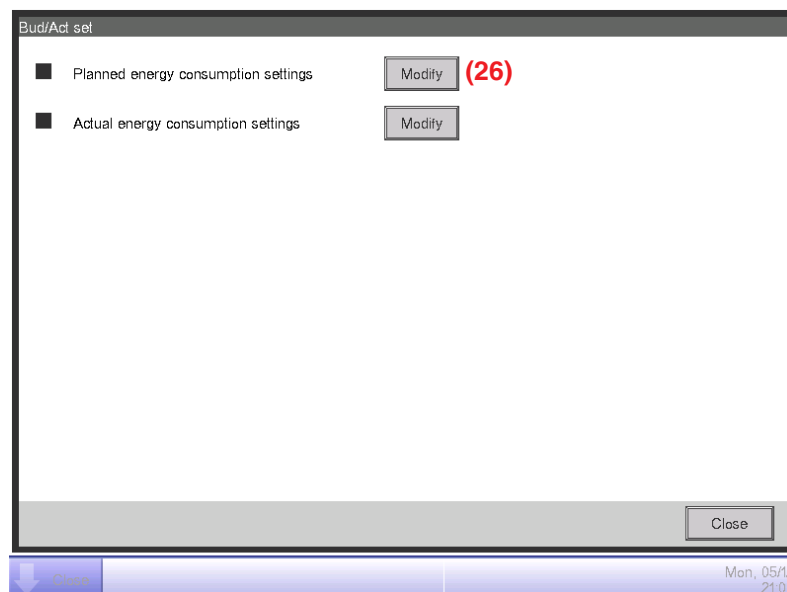 Bud/Act set
Planned energy consumption settings Modify (26)
Actual energy consumption settings Modify
Close
Close
Mon, 05/1
21:0